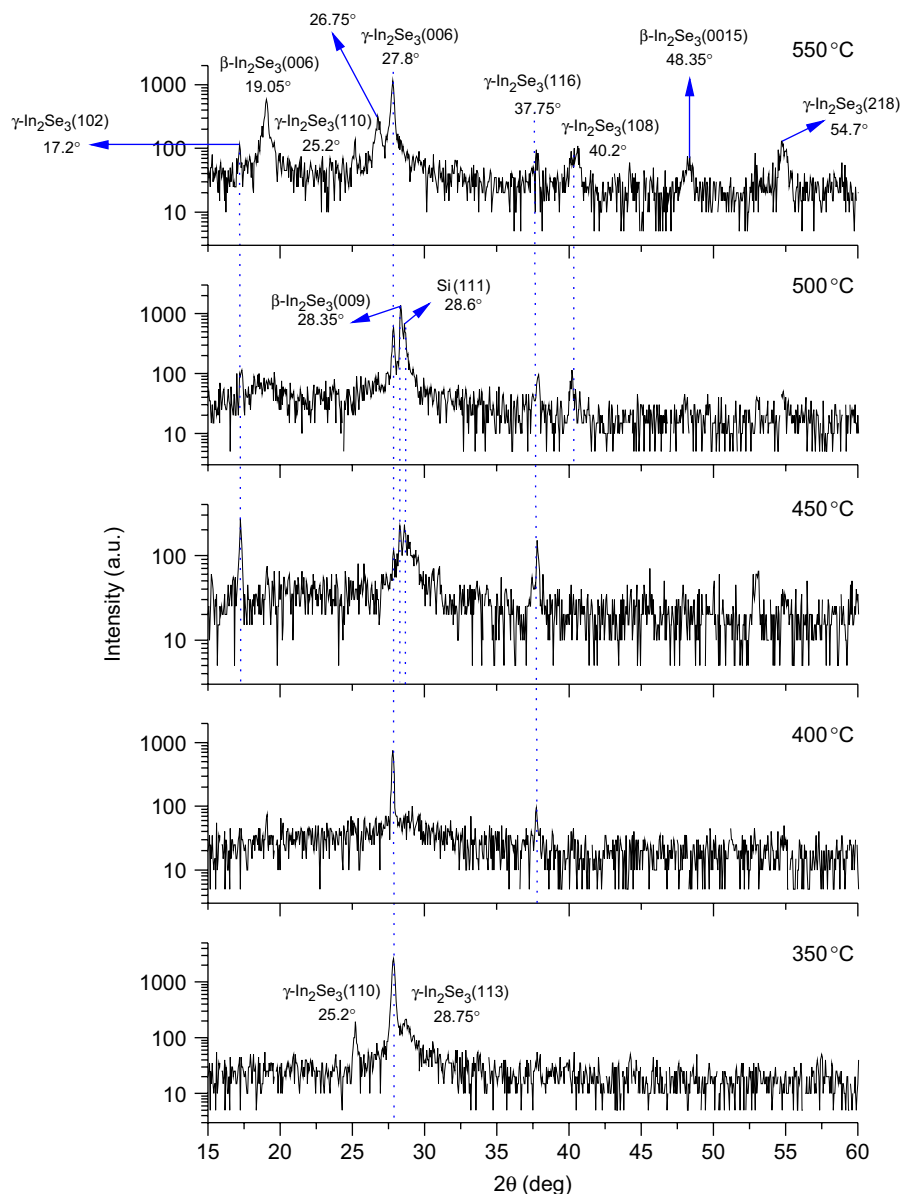 26.75°
γ-In₂Se₃(006)
27.8°
β-In₂Se₃(0015)
48.35°
550 °C
β-In₂Se₃(006)
19.05°
γ-In₂Se₃(116)
37.75°
γ-In₂Se₃(218)
54.7°
γ-In₂Se₃(102)
17.2°
γ-In₂Se₃(110)
25.2°
γ-In₂Se₃(108)
40.2°
1000
100
10
500 °C
Si (111)
28.6°
β-In₂Se₃(009)
28.35°
1000
100
10
450 °C
100
10
Intensity (a.u.)
400 °C
1000
100
10
350 °C
γ-In₂Se₃(110)
25.2°
γ-In₂Se₃(113)
28.75°
1000
100
10
15 20 25 30 35 40 45 50 55 60
2θ (deg)